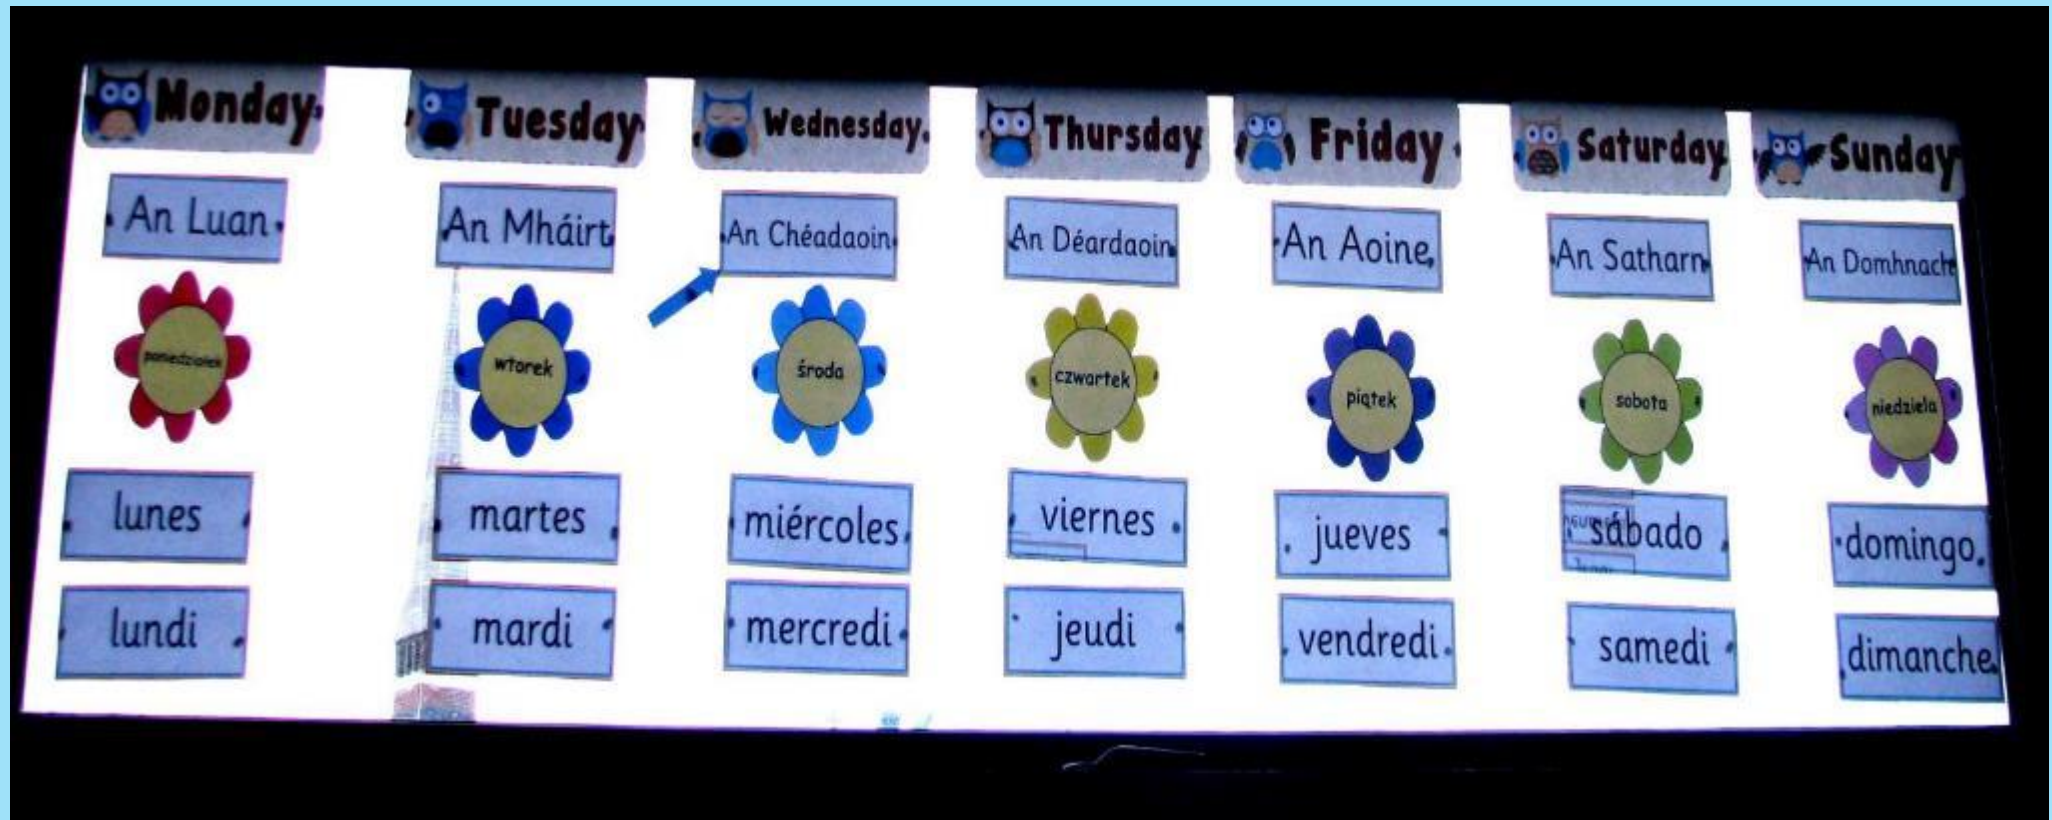 Monday Tuesday Wednesday Thursday Friday Saturday Sunday
An Luan An Mháirt An Chéadaoin An Déardaoin An Aoine An Satharn An Domhnach
poniedziałek wtorek środa czwartek piątek sobota niedziela
lunes martes miércoles viernes jueves sábado domingo
lundi mardi mercredi jeudi vendredi samedi dimanche